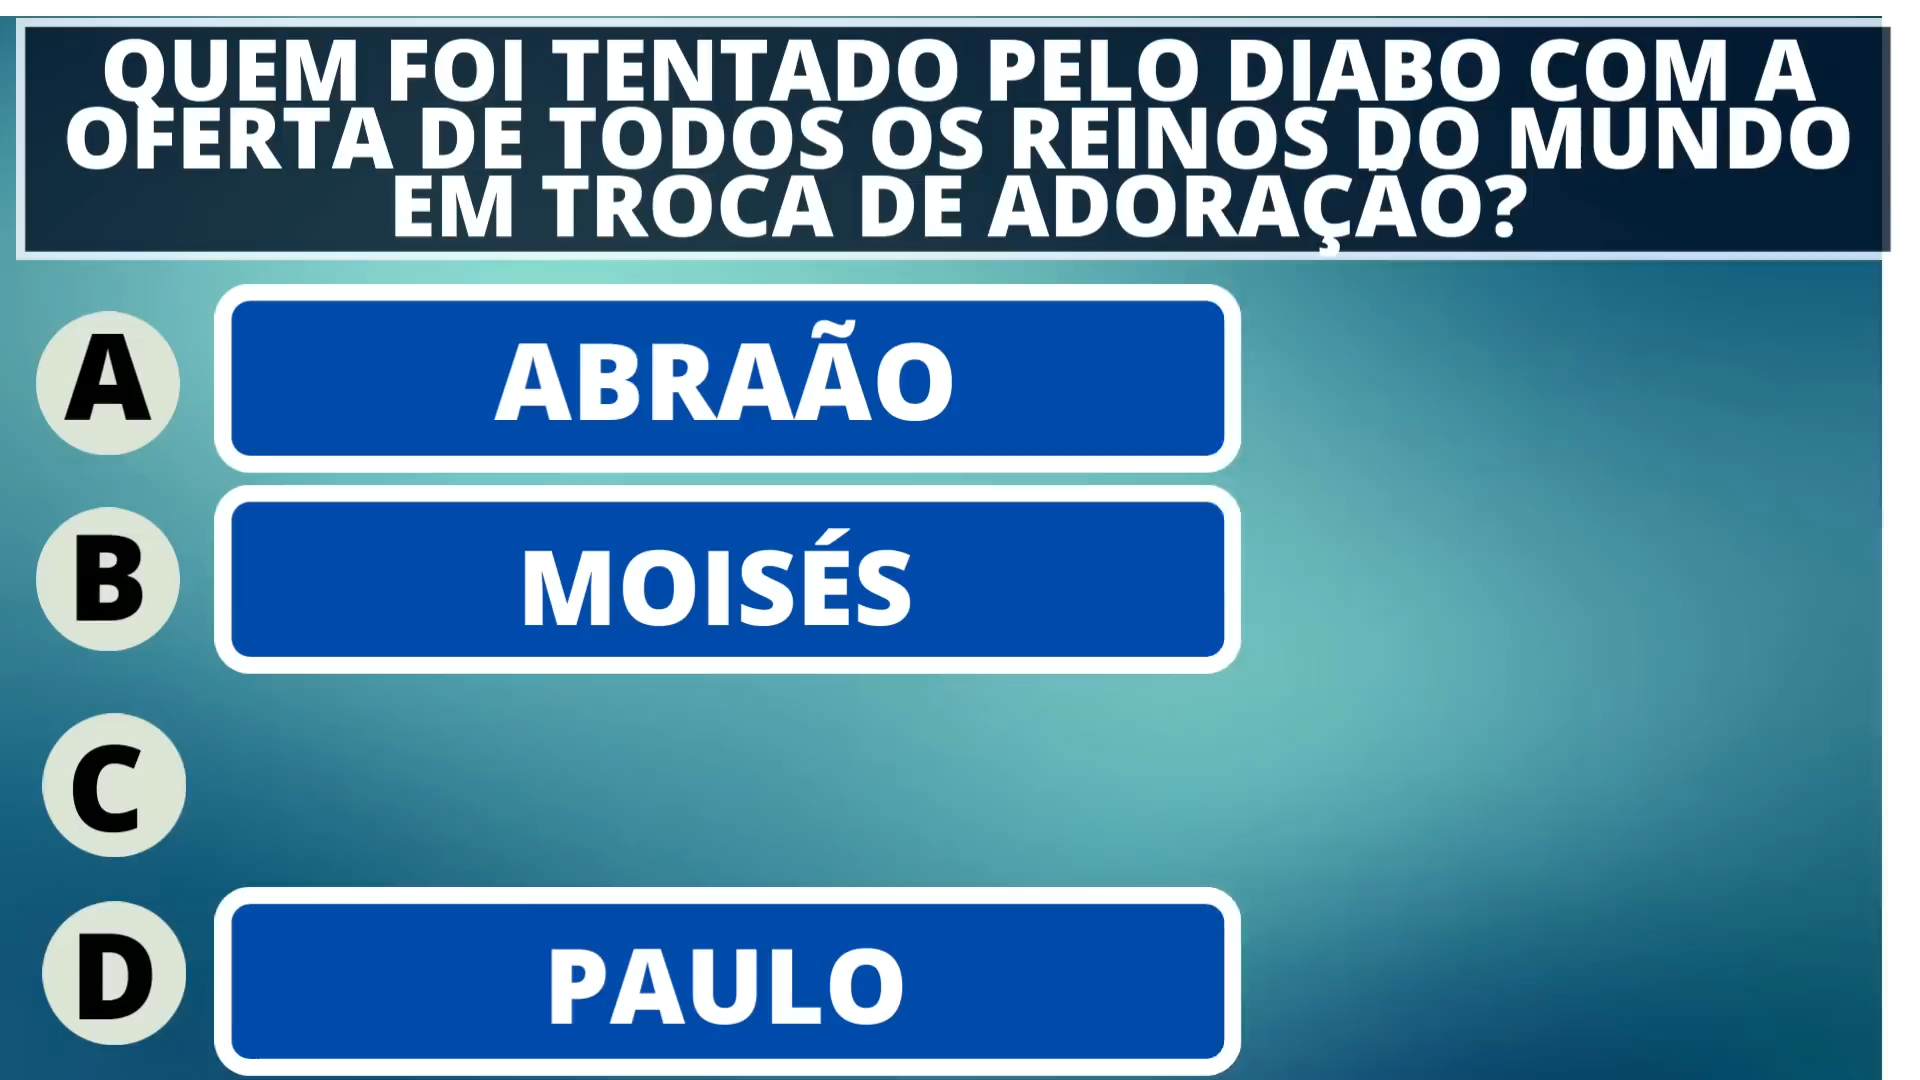 QUEM FOI TENTADO PELO DIABO COM A
OFERTA DE TODOS OS REINOS DO MUNDO
EM TROCA DE ADORAÇÃO?
A
ABRAÃO
B
MOISÉS
C
D
PAULO